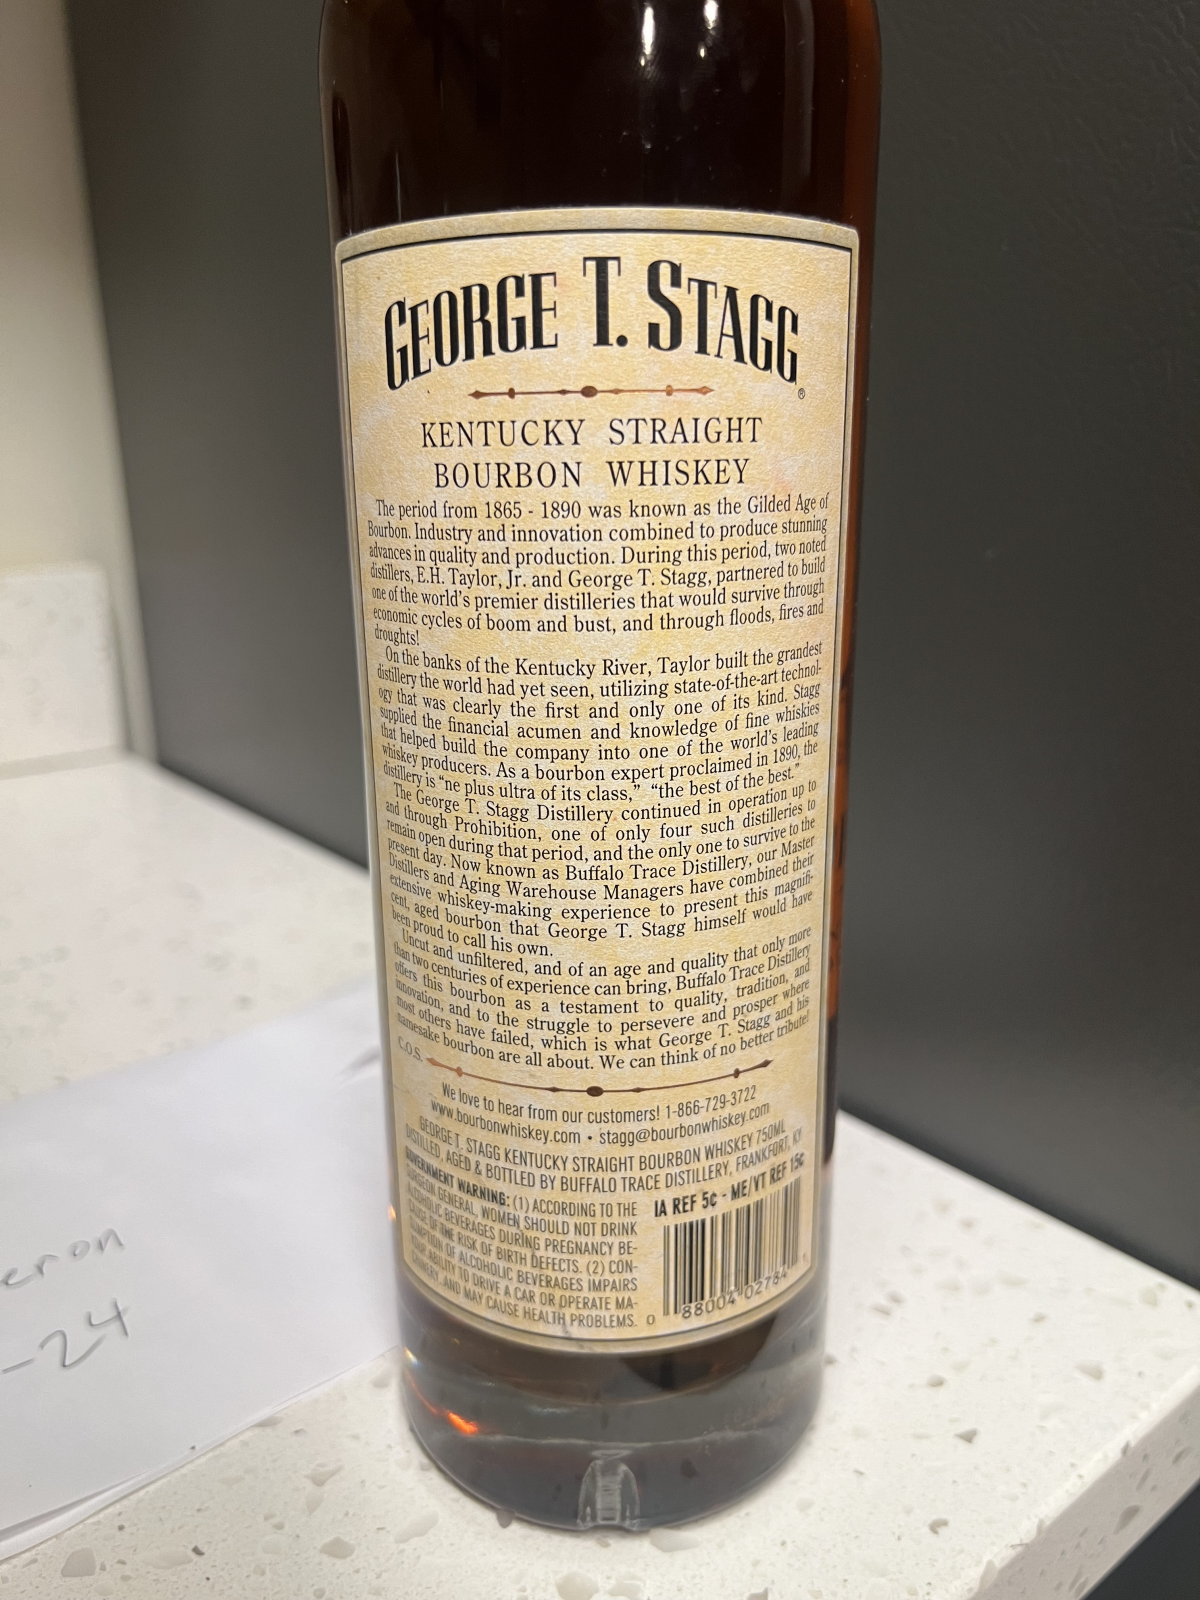 GEORGE T. STAGG®
KENTUCKY STRAIGHT
BOURBON WHISKEY
The period from 1865 - 1890 was known as the Gilded Age of
Bourbon. Industry and innovation combined to produce stunning
advances in quality and production. During this period, two noted
distillers, E.H. Taylor, Jr. and George T. Stagg, partnered to build
one of the world's premier distilleries that would survive through
economic cycles of boom and bust, and through floods, fires and
droughts!
On the banks of the Kentucky River, Taylor built the grandest
distillery the world had yet seen, utilizing state-of-the-art technol-
ogy that was clearly the first and only one of its kind. Stagg
supplied the financial acumen and knowledge of fine whiskies
that helped build the company into one of the world's leading
whiskey producers. As a bourbon expert proclaimed in 1890, the
distillery is "ne plus ultra of its class," "the best of the best."
The George T. Stagg Distillery continued in operation up to
and through Prohibition, one of only four such distilleries to
remain open during that period, and the only one to survive to the
present day. Now known as Buffalo Trace Distillery, our Master
Distillers and Aging Warehouse Managers have combined their
extensive whiskey-making experience to present this magnifi-
cent, aged bourbon that George T. Stagg himself would have
been proud to call his own.
Uncut and unfiltered, and of an age and quality that only more
than two centuries of experience can bring, Buffalo Trace Distillery
offers this bourbon as a testament to quality, tradition, and
innovation, and to the struggle to persevere and prosper where
most others have failed, which is what George T. Stagg and his
namesake bourbon are all about. We can think of no better tribute!
C.O.S.
We love to hear from our customers! 1-866-729-3722
www.bourbonwhiskey.com • stagg@bourbonwhiskey.com
GEORGE T. STAGG KENTUCKY STRAIGHT BOURBON WHISKEY 750ML
DISTILLED, AGED & BOTTLED BY BUFFALO TRACE DISTILLERY, FRANKFORT, KY
GOVERNMENT WARNING: (1) ACCORDING TO THE
SURGEON GENERAL, WOMEN SHOULD NOT DRINK
ALCOHOLIC BEVERAGES DURING PREGNANCY BE-
CAUSE OF THE RISK OF BIRTH DEFECTS. (2) CON-
SUMPTION OF ALCOHOLIC BEVERAGES IMPAIRS
YOUR ABILITY TO DRIVE A CAR OR OPERATE MA-
CHINERY, AND MAY CAUSE HEALTH PROBLEMS.
IA REF 5¢ - ME/VT REF 15¢
0 88004 02784 1
eron
-24